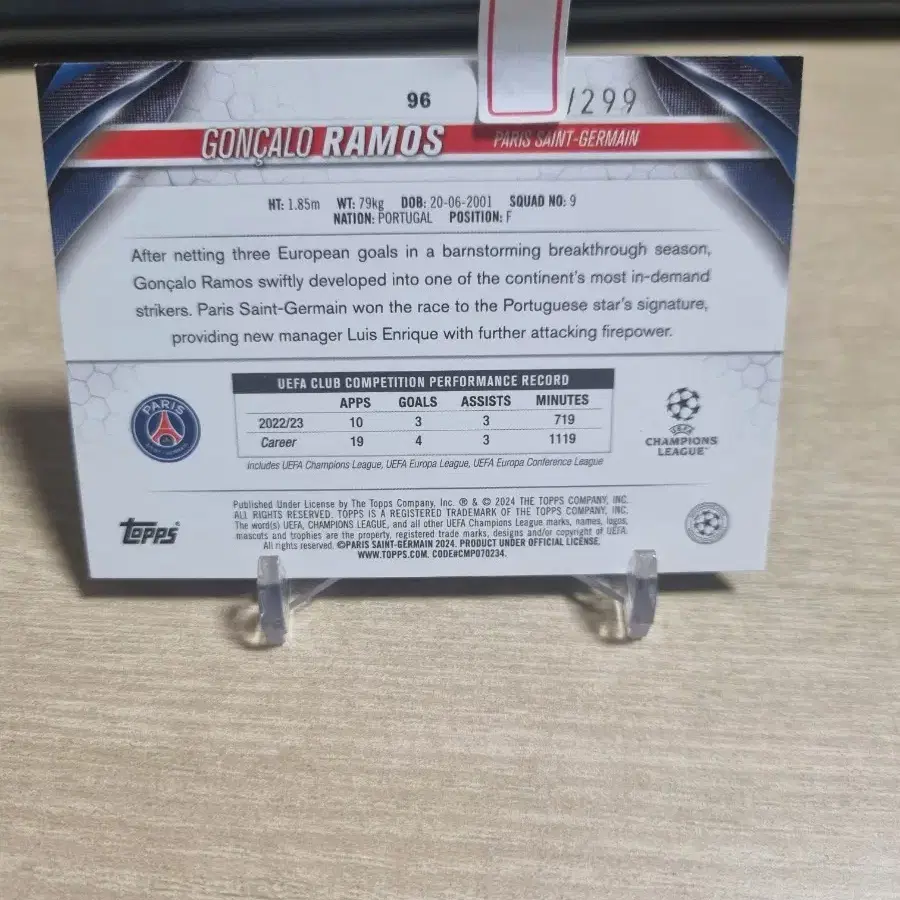 96
/299
GONÇALO RAMOS
PARIS SAINT-GERMAIN
HT: 1.85m WT: 79kg DOB: 20-06-2001 SQUAD NO: 9
NATION: PORTUGAL POSITION: F
After netting three European goals in a barnstorming breakthrough season,
Gonçalo Ramos swiftly developed into one of the continent's most in-demand
strikers. Paris Saint-Germain won the race to the Portuguese star's signature,
providing new manager Luis Enrique with further attacking firepower.
PARIS
SAINT-GERMAIN
UEFA CLUB COMPETITION PERFORMANCE RECORD
APPS GOALS ASSISTS MINUTES
2022/23 10 3 3 719
Career 19 4 3 1119
Includes UEFA Champions League, UEFA Europa League, UEFA Europa Conference League
UEFA
CHAMPIONS
LEAGUE
topps
Published Under License by The Topps Company, Inc. ® & © 2024 THE TOPPS COMPANY, INC.
ALL RIGHTS RESERVED. TOPPS IS A REGISTERED TRADEMARK OF THE TOPPS COMPANY, INC.
The word(s) UEFA, CHAMPIONS LEAGUE, and all other UEFA Champions League marks, names, logos,
mascots and trophies are the property, registered trade marks, designs and/or copyright of UEFA.
All rights reserved. ©PARIS SAINT-GERMAIN 2024. PRODUCT UNDER OFFICIAL LICENSE.
WWW.TOPPS.COM. CODE#CMP070234.